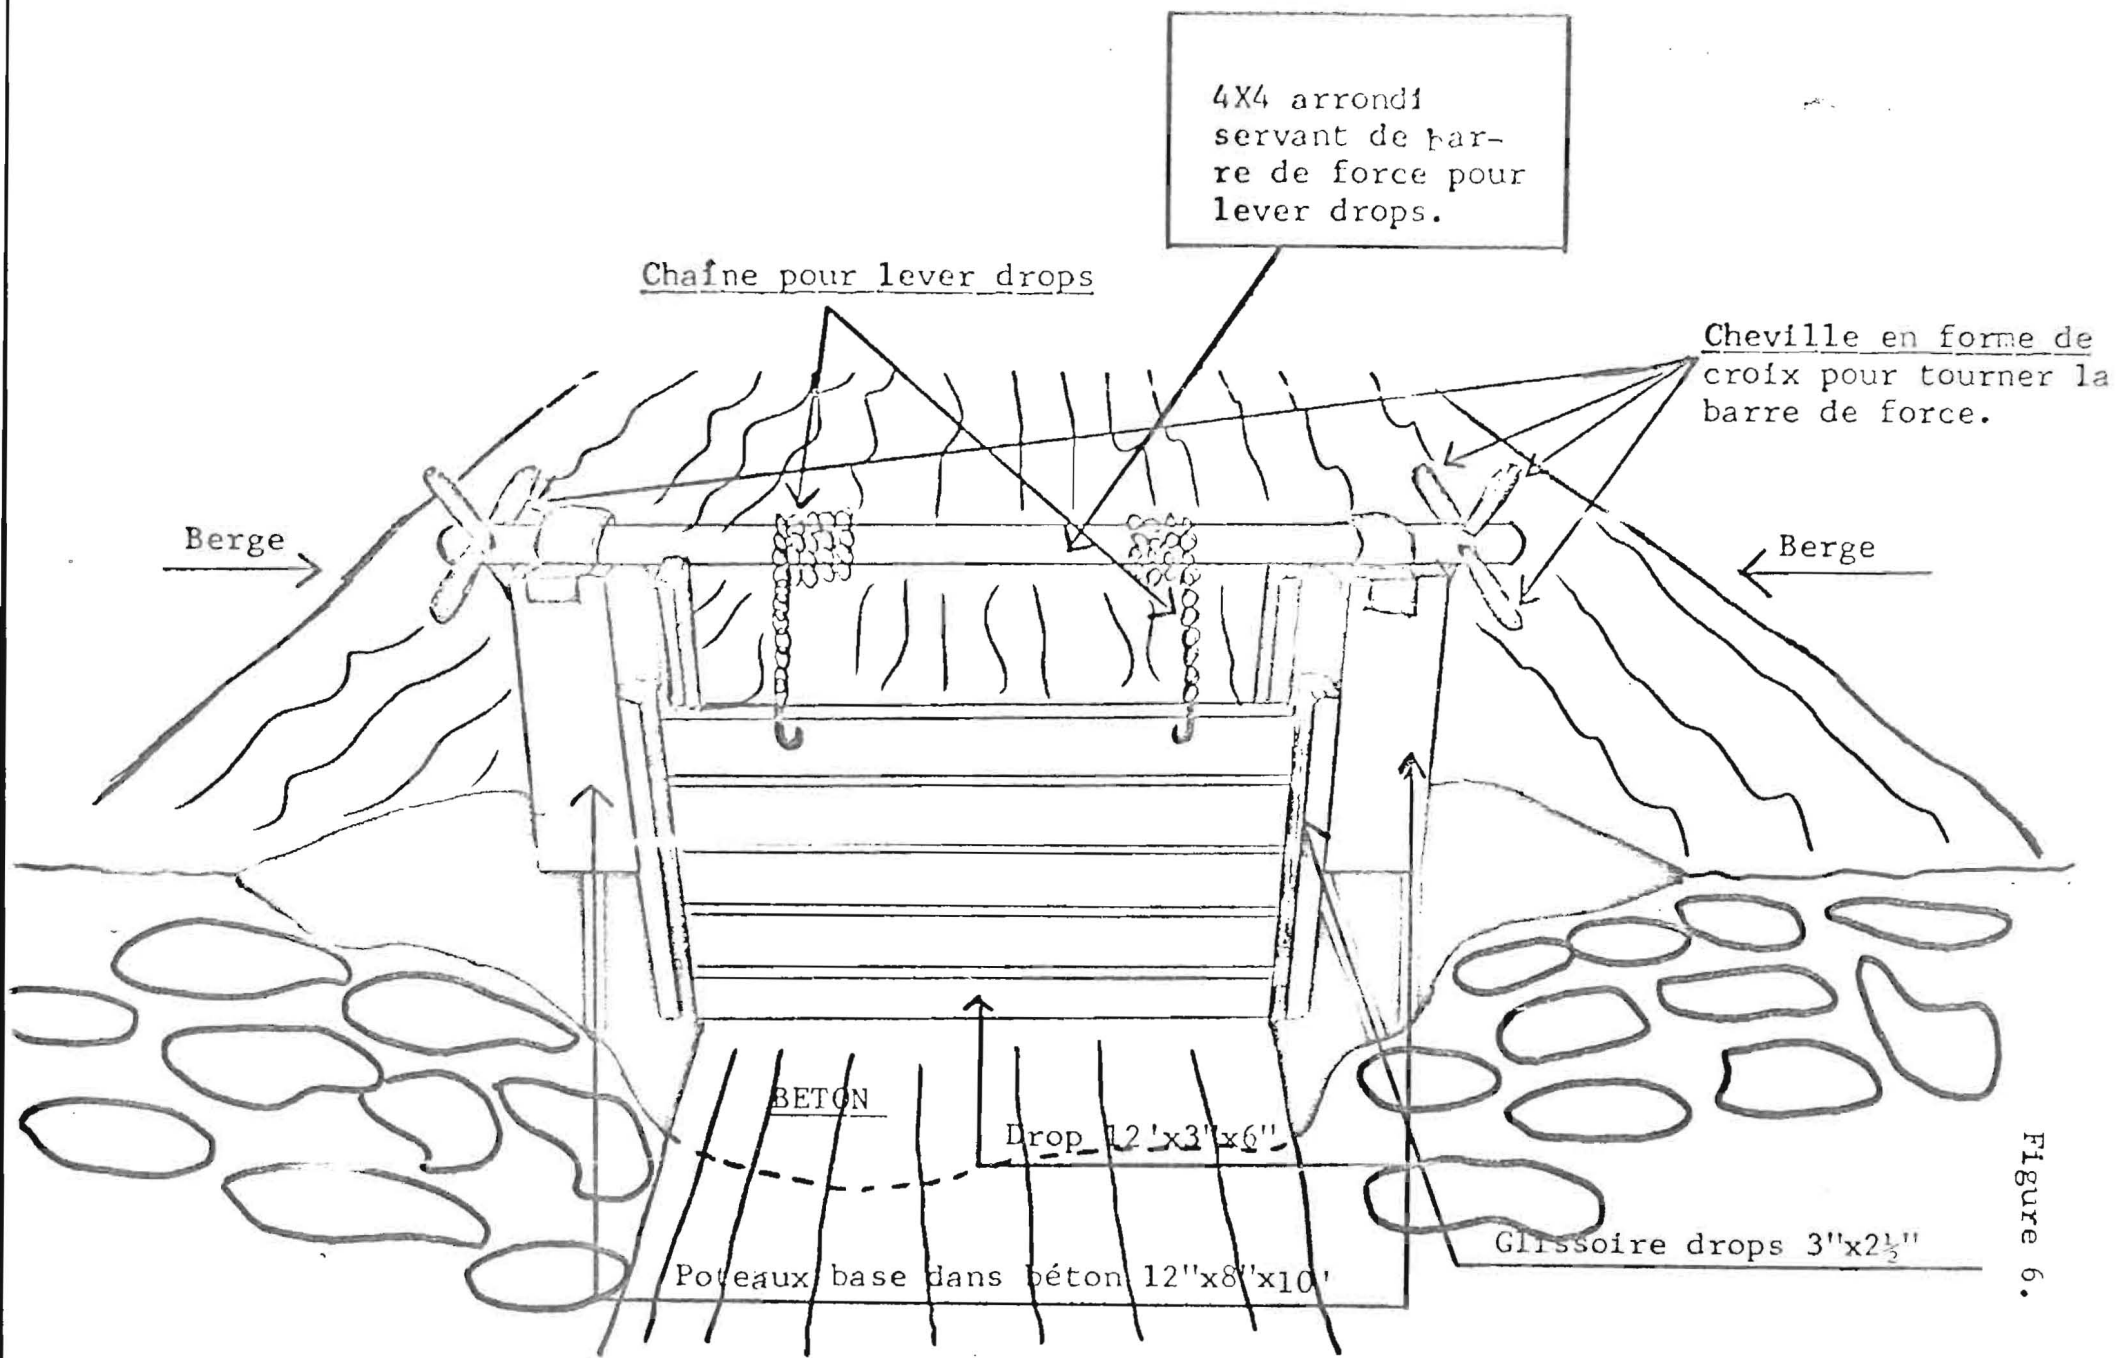 4X4 arrondi
servant de bar-
re de force pour
lever drops.
Chaîne pour lever drops
Cheville en forme de
croix pour tourner la
barre de force.
Berge
Berge
BETON
Drop 12'x3"x6"
Glissoire drops 3"x2½"
Poteaux base dans béton 12"x8"x10'
Figure 6.